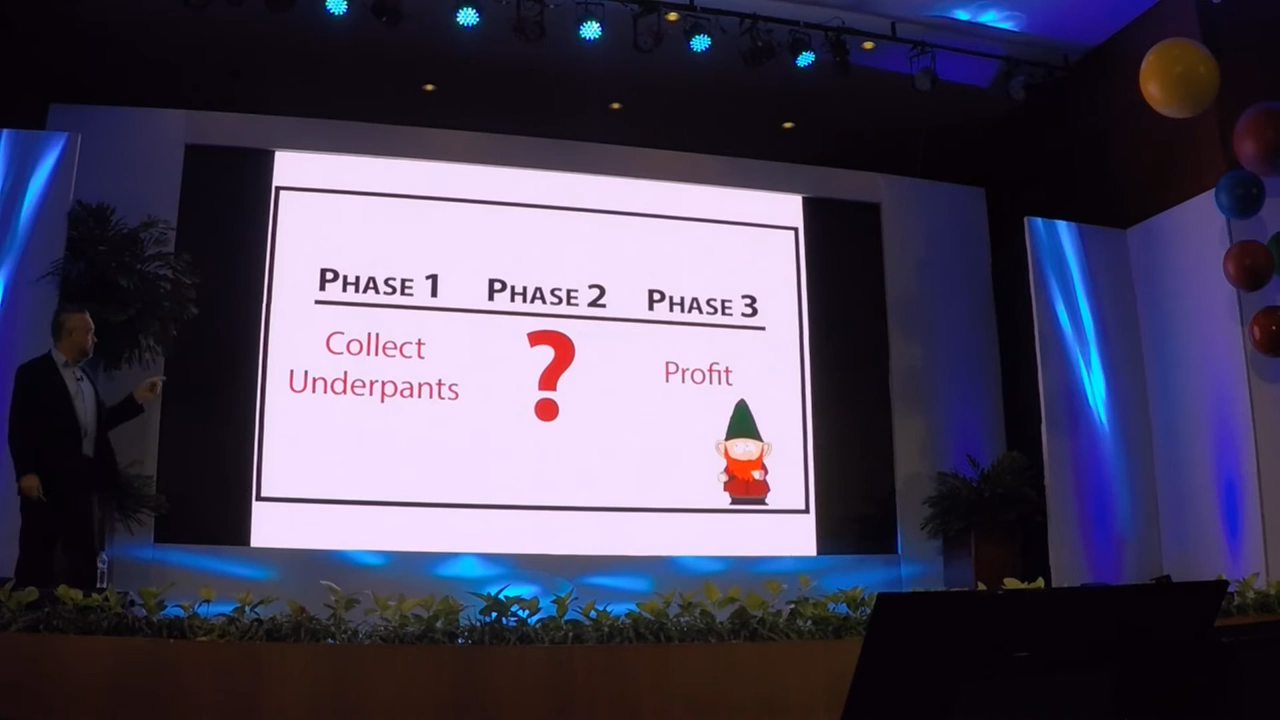 PHASE 1 PHASE 2 PHASE 3
Collect
Underpants
?
Profit